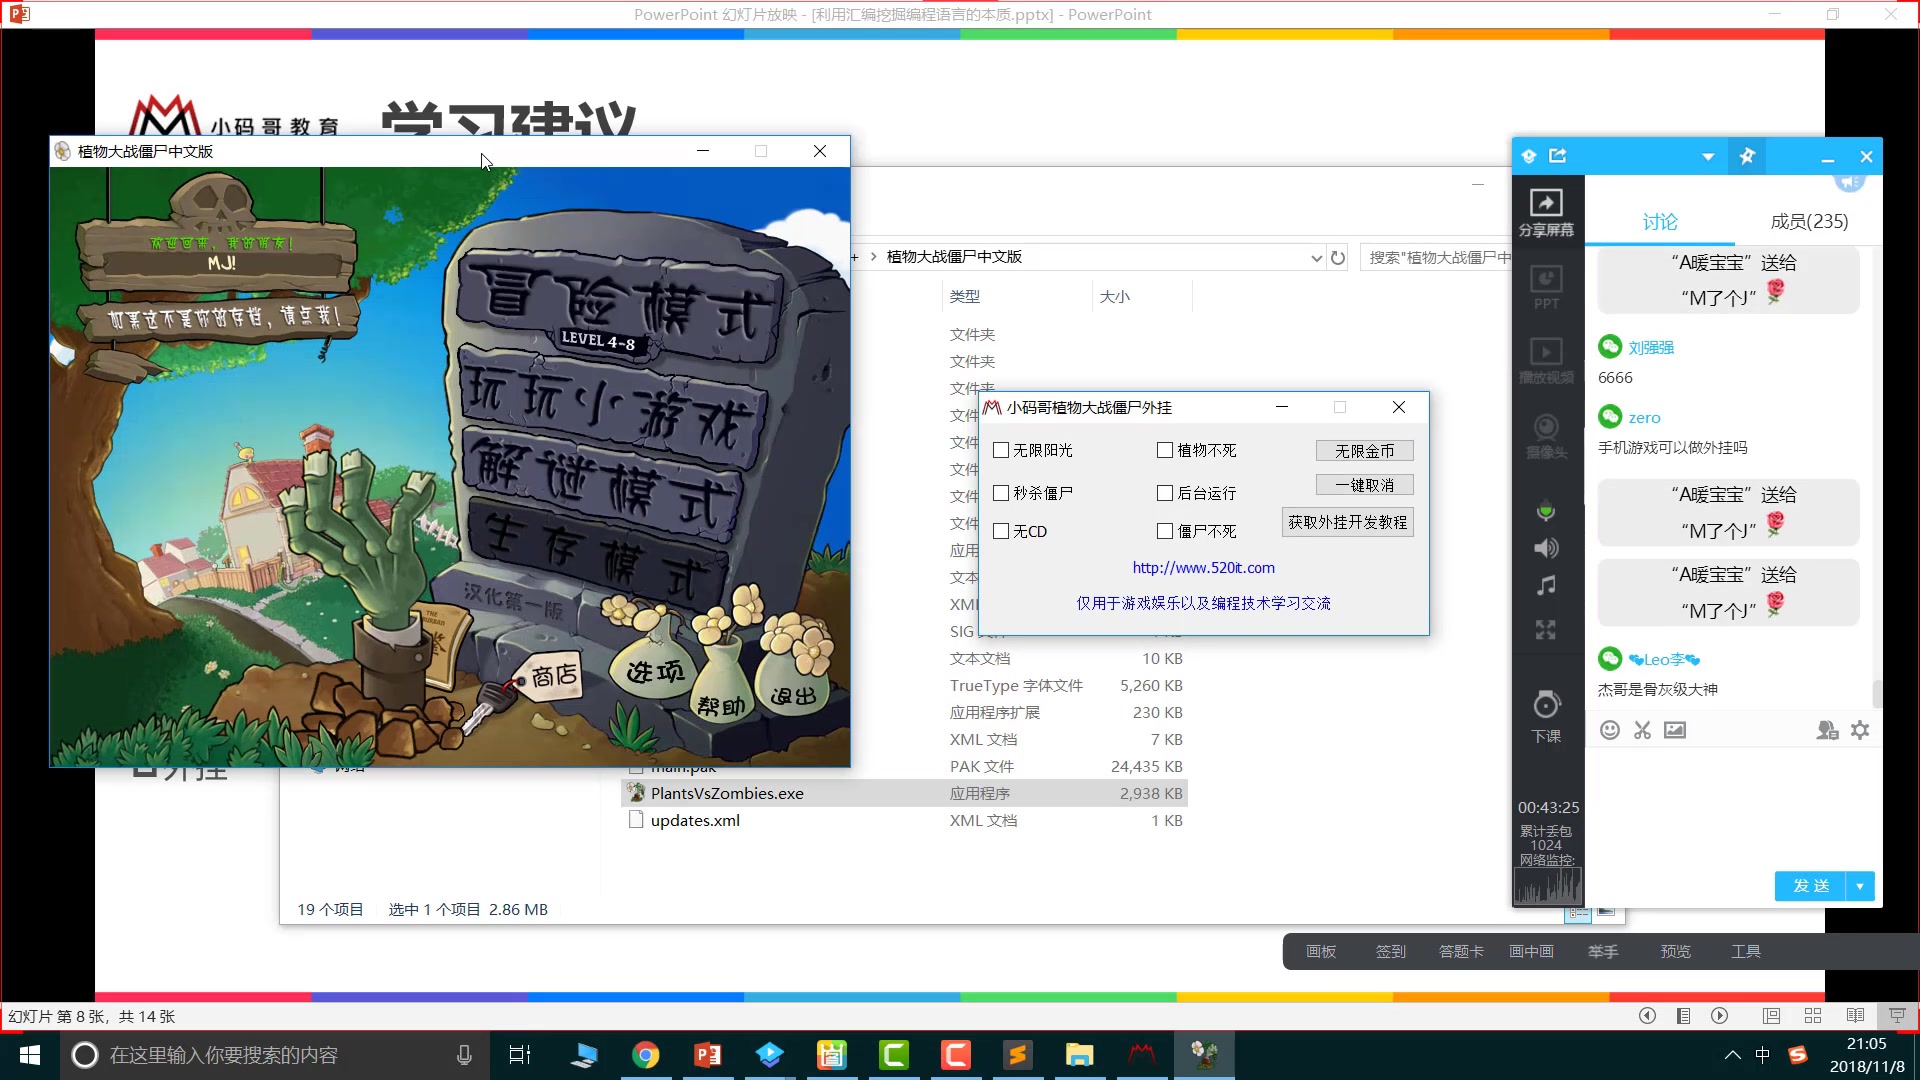 PowerPoint 幻灯片放映 - [利用汇编挖掘编程语言的本质.pptx] - PowerPoint
小码哥教育
学习建议
植物大战僵尸中文版
欢迎回来, 我的朋友!
MJ!
如果这不是你的存档, 请点我!
冒险模式
LEVEL 4-8
玩玩小游戏
解谜模式
生存模式
汉化第一版
商店
选项
帮助
退出
外挂
网络
植物大战僵尸中文版
搜索"植物大战僵尸中
类型
大小
文件夹
文件夹
文件夹
文件
文件
文件
文件
文件
应用
文本
XML
SIG 文件
文本文档
10 KB
TrueType 字体文件
5,260 KB
应用程序扩展
230 KB
XML 文档
7 KB
main.pak
PAK 文件
24,435 KB
PlantsVsZombies.exe
应用程序
2,938 KB
updates.xml
XML 文档
1 KB
19 个项目
选中 1 个项目 2.86 MB
小码哥植物大战僵尸外挂
无限阳光
植物不死
无限金币
秒杀僵尸
后台运行
一键取消
无CD
僵尸不死
获取外挂开发教程
http://www.520it.com
仅用于游戏娱乐以及编程技术学习交流
分享屏幕
PPT
播放视频
摄像头
下课
00:43:25
累计丢包
1024
网络监控:
讨论
成员(235)
“A暖宝宝”送给
“M了个J”
刘强强
6666
zero
手机游戏可以做外挂吗
“A暖宝宝”送给
“M了个J”
“A暖宝宝”送给
“M了个J”
Leo李
杰哥是骨灰级大神
发送
画板
签到
答题卡
画中画
举手
预览
工具
幻灯片 第 8 张，共 14 张
在这里输入你要搜索的内容
中
21:05
2018/11/8